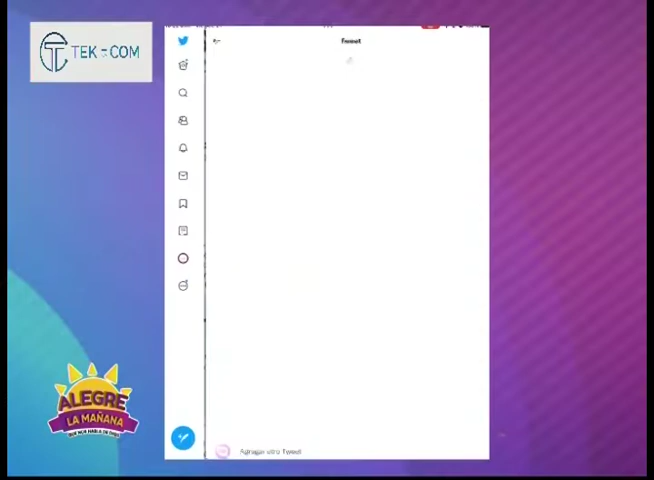 TEK=COM
Tweet
ALEGRE
LA MAÑANA
Agregar otro Tweet